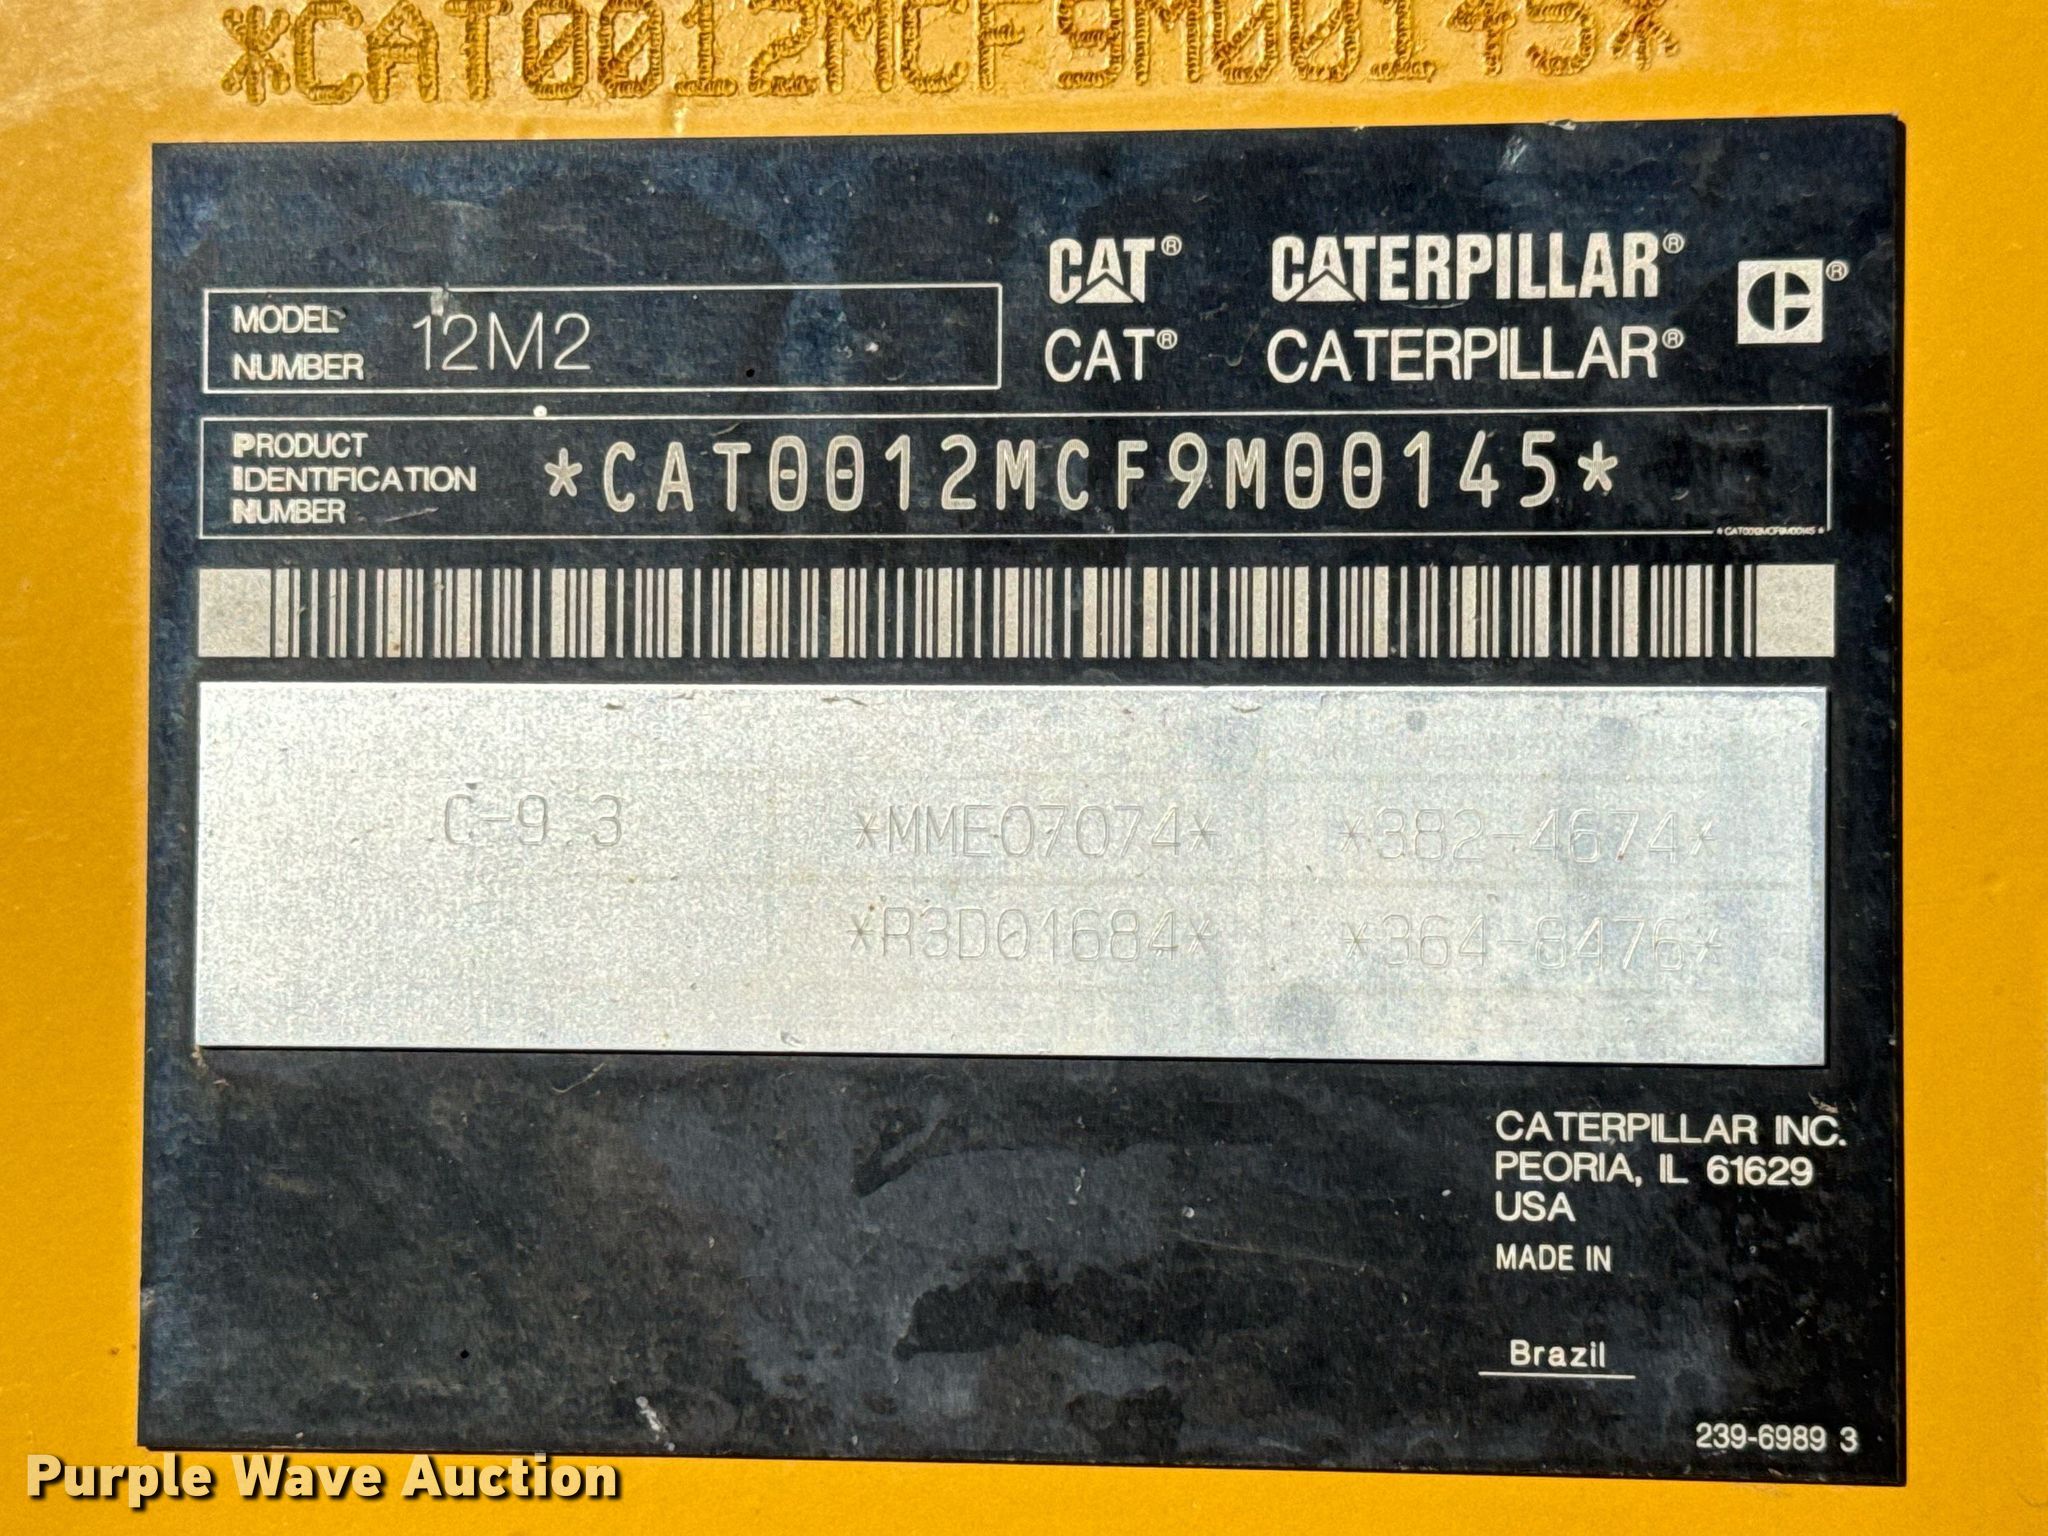 *CAT0012MCF9M00145*
CAT® CATERPILLAR®
MODEL NUMBER 12M2
CAT® CATERPILLAR®
PRODUCT IDENTIFICATION NUMBER *CAT0012MCF9M00145*
*CAT0012MCF9M00145*
C-9.3 *MME07074* *382-4674*
*R3D01684* *364-8476*
CATERPILLAR INC.
PEORIA, IL 61629
USA
MADE IN
Brazil
239-6989 3
Purple Wave Auction